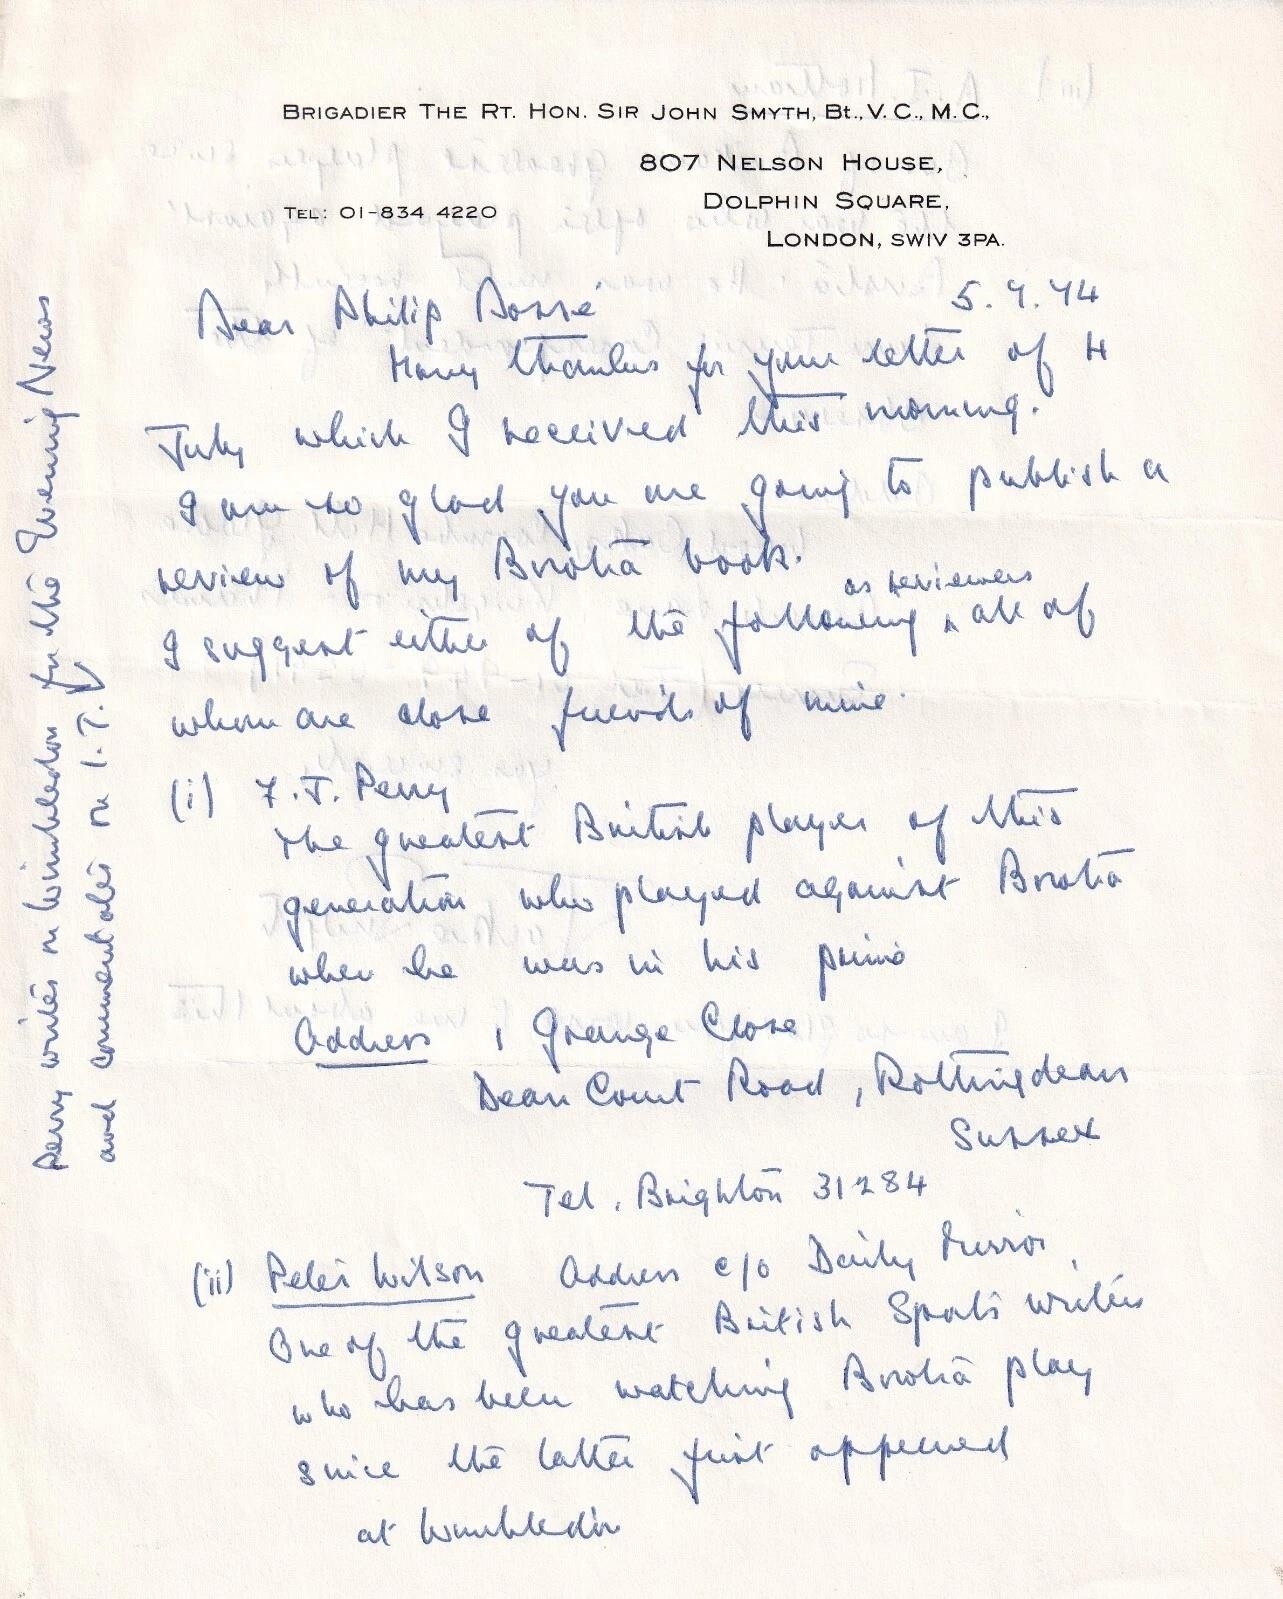 BRIGADIER THE RT. HON. SIR JOHN SMYTH, Bt., V.C., M.C.,
807 NELSON HOUSE,
DOLPHIN SQUARE,
TEL: 01-834 4220
LONDON, SW1V 3PA.
5.7.74
Dear Philip Dossé
Many thanks for your letter of 4
July which I received this morning.
I am so glad you are going to publish a
review of my Borotra book.
as reviewers
I suggest either of the following ^ all of
whom are close friends of mine.
(i) F.J. Perry
The greatest British player of this
generation who played against Borotra
when he was in his prime
Address 1 Grange Close
Dean Court Road, Rottingdean
Sussex
Tel. Brighton 31284
(ii) Peter Wilson Address c/o Daily Mirror,
One of the greatest British Sports writers
who has been watching Borotra play
since the latter first appeared
at Wimbledon
Perry writes on Wimbledon for the Evening News
and commentates on I.T.V